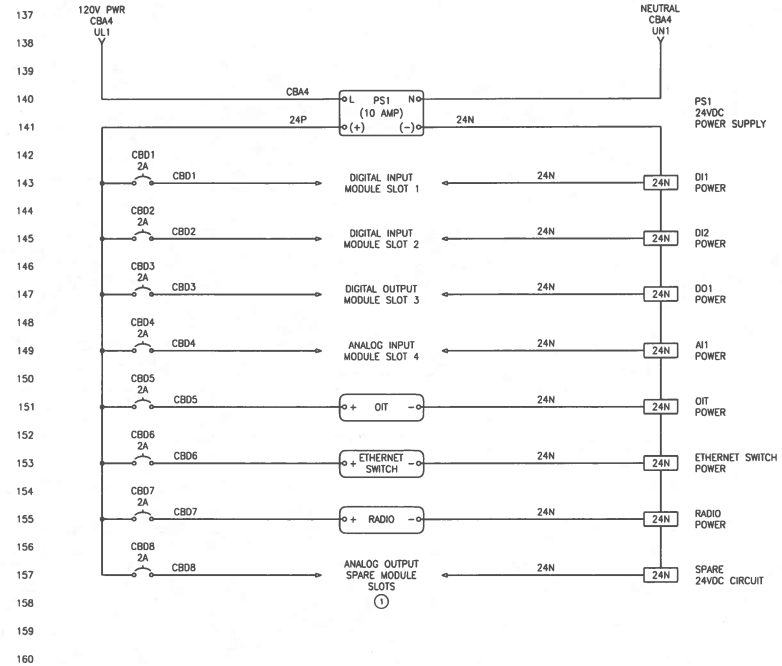 137
120V PWR
CBA4
UL1
NEUTRAL
CBA4
UN1
138
139
140
CBA4
L PS1 N
(10 AMP)
PS1
24VDC
POWER SUPPLY
141
24P
(+) (-)
24N
142
CBD1
2A
143
CBD1
DIGITAL INPUT
MODULE SLOT 1
24N
24N
DI1
POWER
144
CBD2
2A
145
CBD2
DIGITAL INPUT
MODULE SLOT 2
24N
24N
DI2
POWER
146
CBD3
2A
147
CBD3
DIGITAL OUTPUT
MODULE SLOT 3
24N
24N
DO1
POWER
148
CBD4
2A
149
CBD4
ANALOG INPUT
MODULE SLOT 4
24N
24N
AI1
POWER
150
CBD5
2A
151
CBD5
+ OIT -
24N
24N
OIT
POWER
152
CBD6
2A
153
CBD6
+ ETHERNET -
SWITCH
24N
24N
ETHERNET SWITCH
POWER
154
CBD7
2A
155
CBD7
+ RADIO -
24N
24N
RADIO
POWER
156
CBD8
2A
157
CBD8
ANALOG OUTPUT
SPARE MODULE
SLOTS
1
24N
24N
SPARE
24VDC CIRCUIT
158
159
160